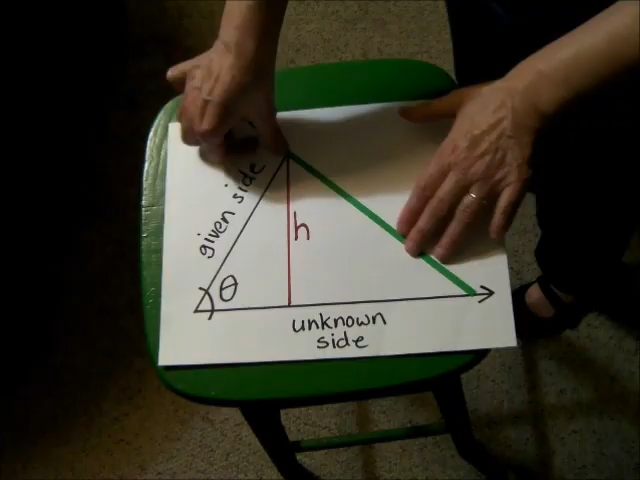 given side
h
θ
unknown
side